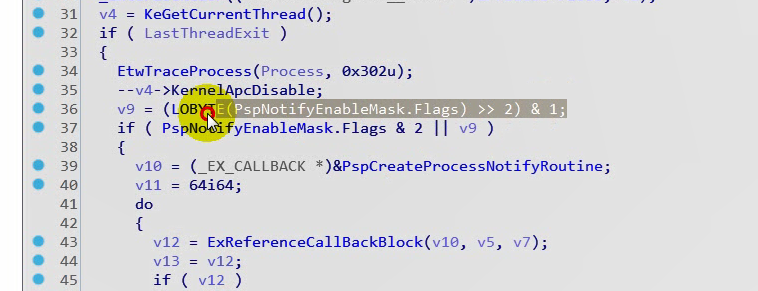 31 v4 = KeGetCurrentThread();
32 if ( LastThreadExit )
33 {
34 EtwTraceProcess(Process, 0x302u);
35 --v4->KernelApcDisable;
36 v9 = (LOBYTE(PspNotifyEnableMask.Flags) >> 2) & 1;
37 if ( PspNotifyEnableMask.Flags & 2 || v9 )
38 {
39 v10 = (_EX_CALLBACK *)&PspCreateProcessNotifyRoutine;
40 v11 = 64i64;
41 do
42 {
43 v12 = ExReferenceCallBackBlock(v10, v5, v7);
44 v13 = v12;
45 if ( v12 )